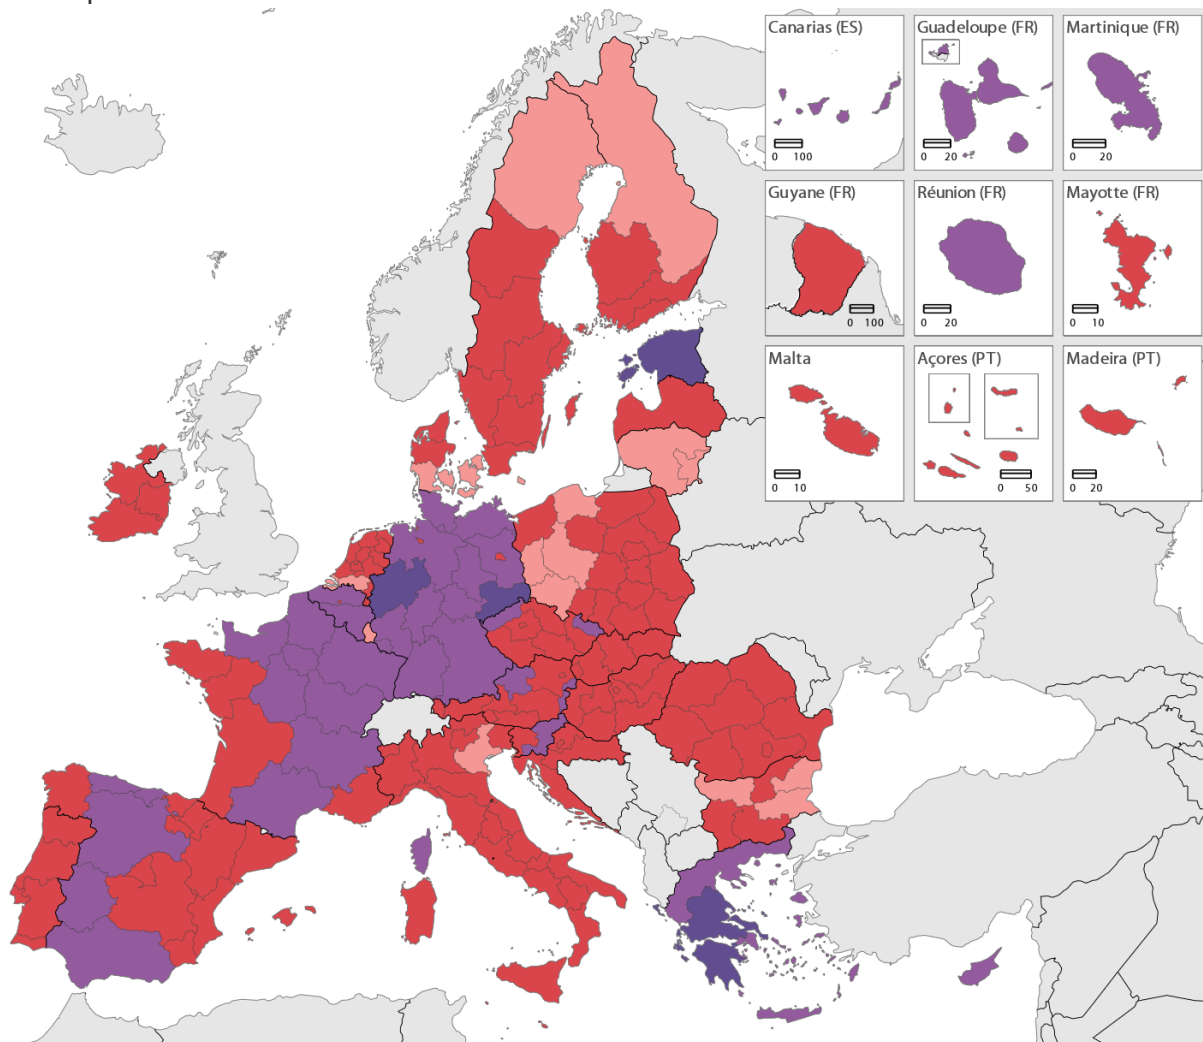 Canarias (ES)
0 100
Guadeloupe (FR)
0 20
Martinique (FR)
0 20
Guyane (FR)
0 100
Réunion (FR)
0 20
Mayotte (FR)
0 10
Malta
0 10
Açores (PT)
0 50
Madeira (PT)
0 20